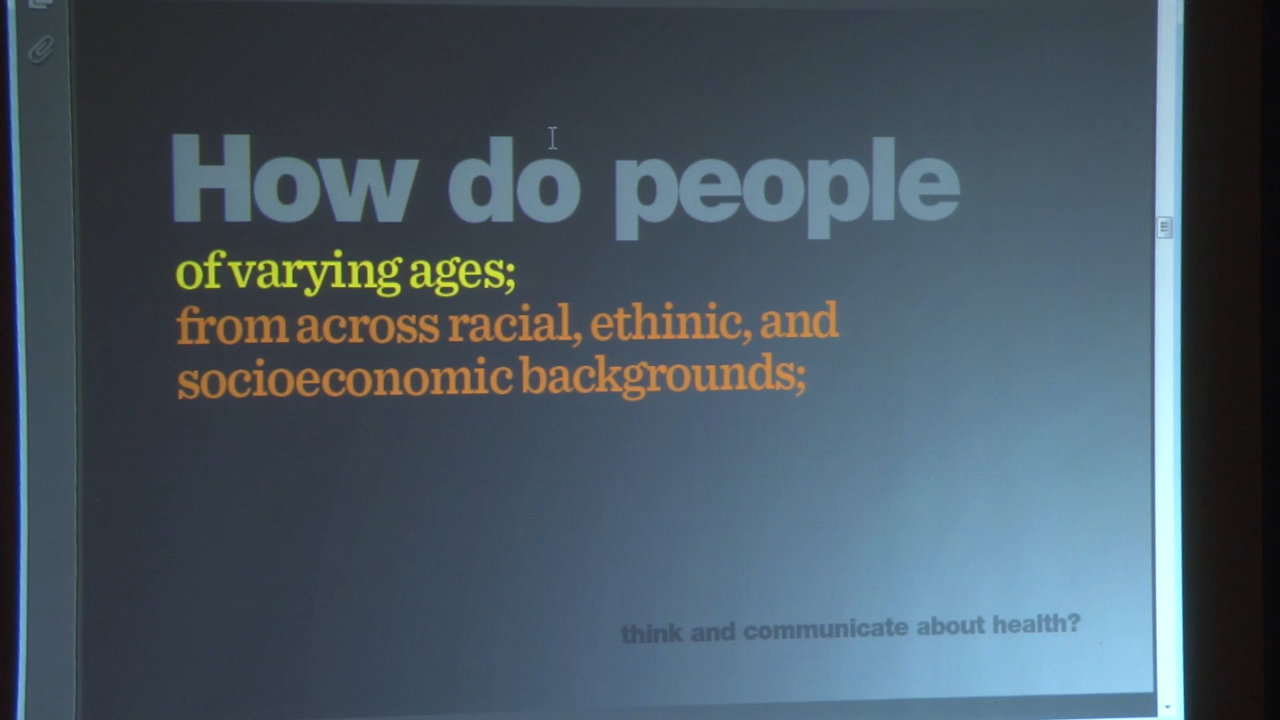 How do people
of varying ages;
from across racial, ethinic, and
socioeconomic backgrounds;
think and communicate about health?